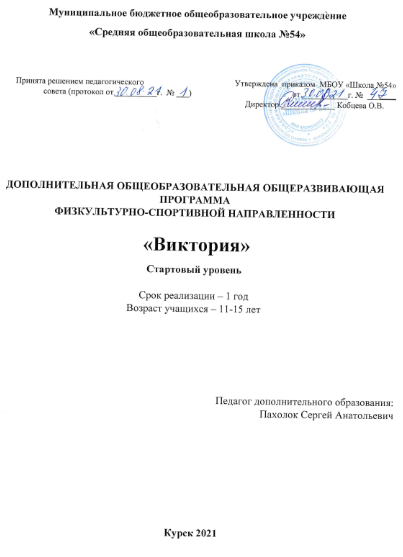 Муниципальное бюджетное общеобразовательное учреждение
«Средняя общеобразовательная школа №54»
Принята решением педагогического
совета (протокол от 30.08.21. № 1)
Утверждена приказом МБОУ «Школа №54»
от 30.08.21 г. № 47
Директор Кобцева О.В.
ДОПОЛНИТЕЛЬНАЯ ОБЩЕОБРАЗОВАТЕЛЬНАЯ ОБЩЕРАЗВИВАЮЩАЯ
ПРОГРАММА
ФИЗКУЛЬТУРНО-СПОРТИВНОЙ НАПРАВЛЕННОСТИ
«Виктория»
Стартовый уровень
Срок реализации – 1 год
Возраст учащихся – 11-15 лет
Педагог дополнительного образования:
Пахолок Сергей Анатольевич
Курск 2021